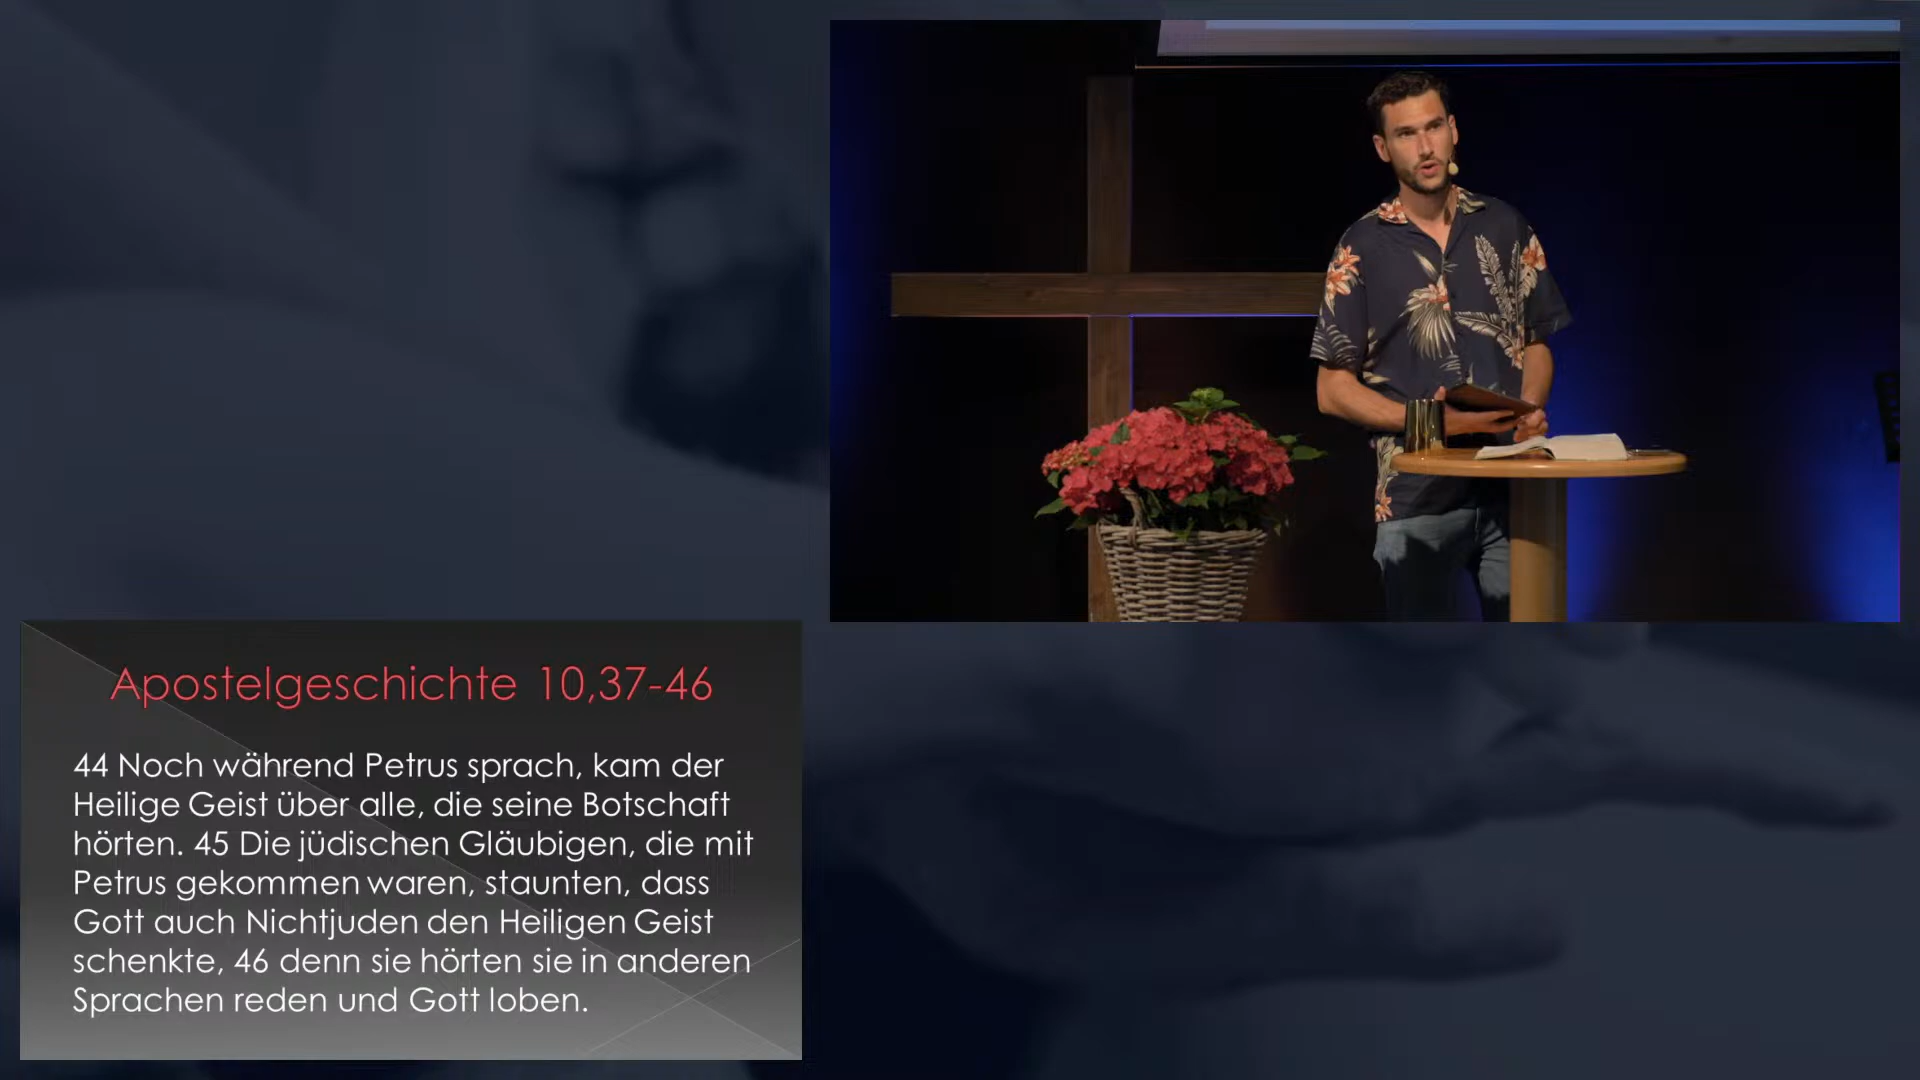 Apostelgeschichte 10,37-46
44 Noch während Petrus sprach, kam der
Heilige Geist über alle, die seine Botschaft
hörten. 45 Die jüdischen Gläubigen, die mit
Petrus gekommen waren, staunten, dass
Gott auch Nichtjuden den Heiligen Geist
schenkte, 46 denn sie hörten sie in anderen
Sprachen reden und Gott loben.